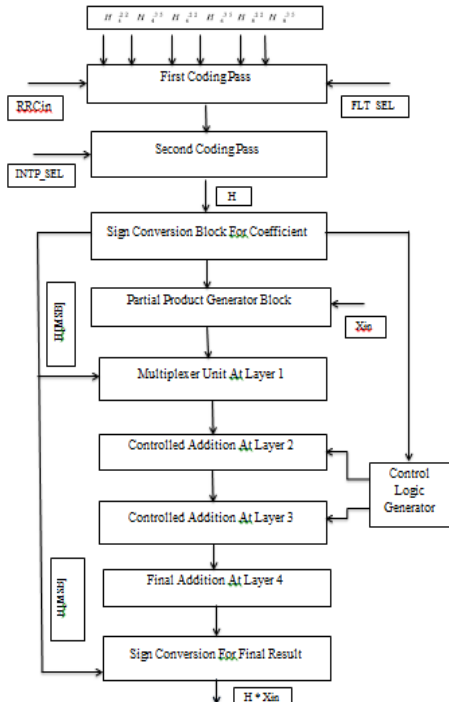 First Coding Pass
RRCin
FLT_SEL
Second Coding Pass
INTP_SEL
H
Sign Conversion Block For Coefficient
Partial Product Generator Block
Xin
Multiplexer Unit At Layer 1
Controlled Addition At Layer 2
Control
Logic
Generator
Controlled Addition At Layer 3
Final Addition At Layer 4
Sign Conversion For Final Result
H * Xin